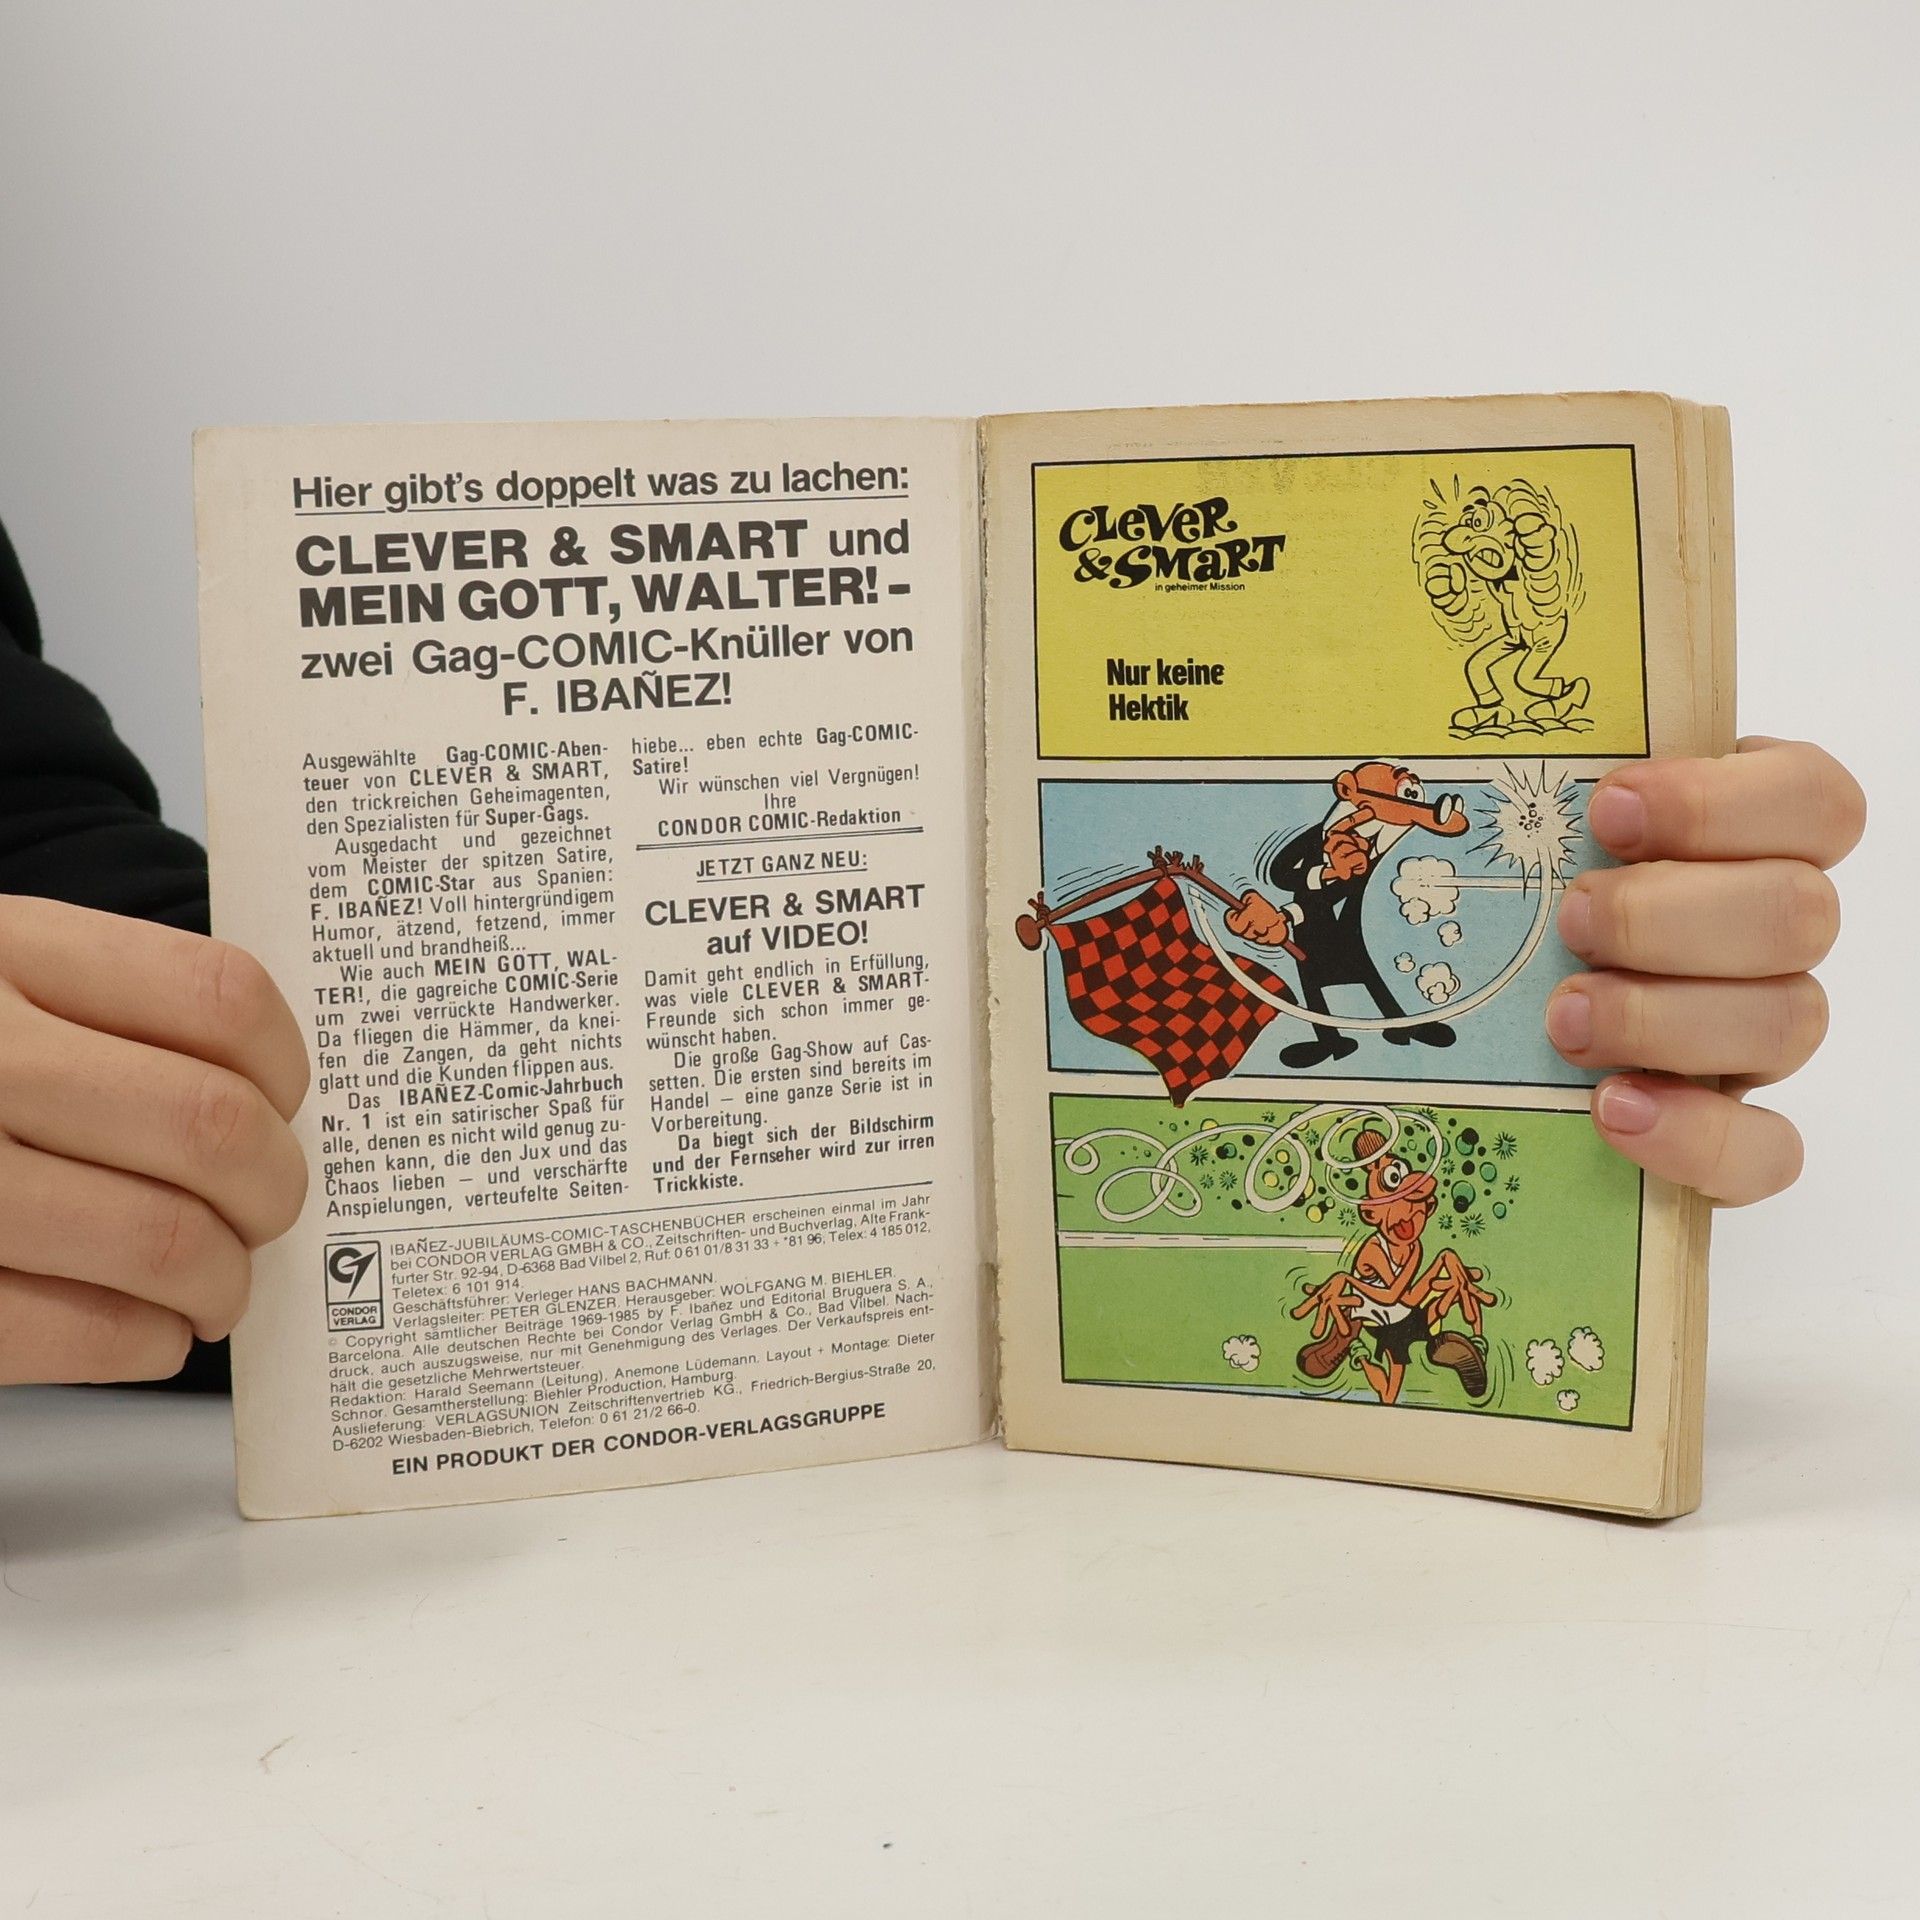 Hier gibt's doppelt was zu lachen:
CLEVER & SMART und
MEIN GOTT, WALTER! -
zwei Gag-COMIC-Knüller von
F. IBAÑEZ!
Ausgewählte Gag-COMIC-Aben-
teuer von CLEVER & SMART,
den trickreichen Geheimagenten,
den Spezialisten für Super-Gags.
Ausgedacht und gezeichnet
vom Meister der spitzen Satire,
dem COMIC-Star aus Spanien:
F. IBAÑEZ! Voll hintergründigem
Humor, ätzend, fetzend, immer
aktuell und brandheiß...
Wie auch MEIN GOTT, WAL-
TER!, die gagreiche COMIC-Serie
um zwei verrückte Handwerker.
Da fliegen die Hämmer, da knei-
fen die Zangen, da geht nichts
glatt und die Kunden flippen aus.
Das IBAÑEZ-Comic-Jahrbuch
Nr. 1 ist ein satirischer Spaß für
alle, denen es nicht wild genug zu-
gehen kann, die den Jux und das
Chaos lieben — und verschärfte
Anspielungen, verteufelte Seiten-
hiebe... eben echte Gag-COMIC-
Satire!
Wir wünschen viel Vergnügen!
Ihre
CONDOR COMIC-Redaktion
JETZT GANZ NEU:
CLEVER & SMART
auf VIDEO!
Damit geht endlich in Erfüllung,
was viele CLEVER & SMART-
Freunde sich schon immer ge-
wünscht haben.
Die große Gag-Show auf Cas-
setten. Die ersten sind bereits im
Handel — eine ganze Serie ist in
Vorbereitung.
Da biegt sich der Bildschirm
und der Fernseher wird zur irren
Trickkiste.
CONDOR
VERLAG
IBAÑEZ-JUBILÄUMS-COMIC-TASCHENBÜCHER erscheinen einmal im Jahr
bei CONDOR VERLAG GMBH & CO., Zeitschriften- und Buchverlag, Alte Frank-
furter Str. 92-94, D-6368 Bad Vilbel 2, Ruf: 0 61 01/8 31 33 + *81 96, Telex: 4 185 012,
Teletex: 6 101 914.
Geschäftsführer: Verleger HANS BACHMANN.
Verlagsleiter: PETER GLENZER, Herausgeber: WOLFGANG M. BIEHLER.
© Copyright sämtlicher Beiträge 1969-1985 by F. Ibañez und Editorial Bruguera S. A.,
Barcelona. Alle deutschen Rechte bei Condor Verlag GmbH & Co., Bad Vilbel. Nach-
druck, auch auszugsweise, nur mit Genehmigung des Verlages. Der Verkaufspreis ent-
hält die gesetzliche Mehrwertsteuer.
Redaktion: Harald Seemann (Leitung), Anemone Lüdemann. Layout + Montage: Dieter
Schnor. Gesamtherstellung: Biehler Production, Hamburg.
Auslieferung: VERLAGSUNION Zeitschriftenvertrieb KG., Friedrich-Bergius-Straße 20,
D-6202 Wiesbaden-Biebrich, Telefon: 0 61 21/2 66-0.
EIN PRODUKT DER CONDOR-VERLAGSGRUPPE
CLEVER
& SMART
in geheimer Mission
Nur keine
Hektik